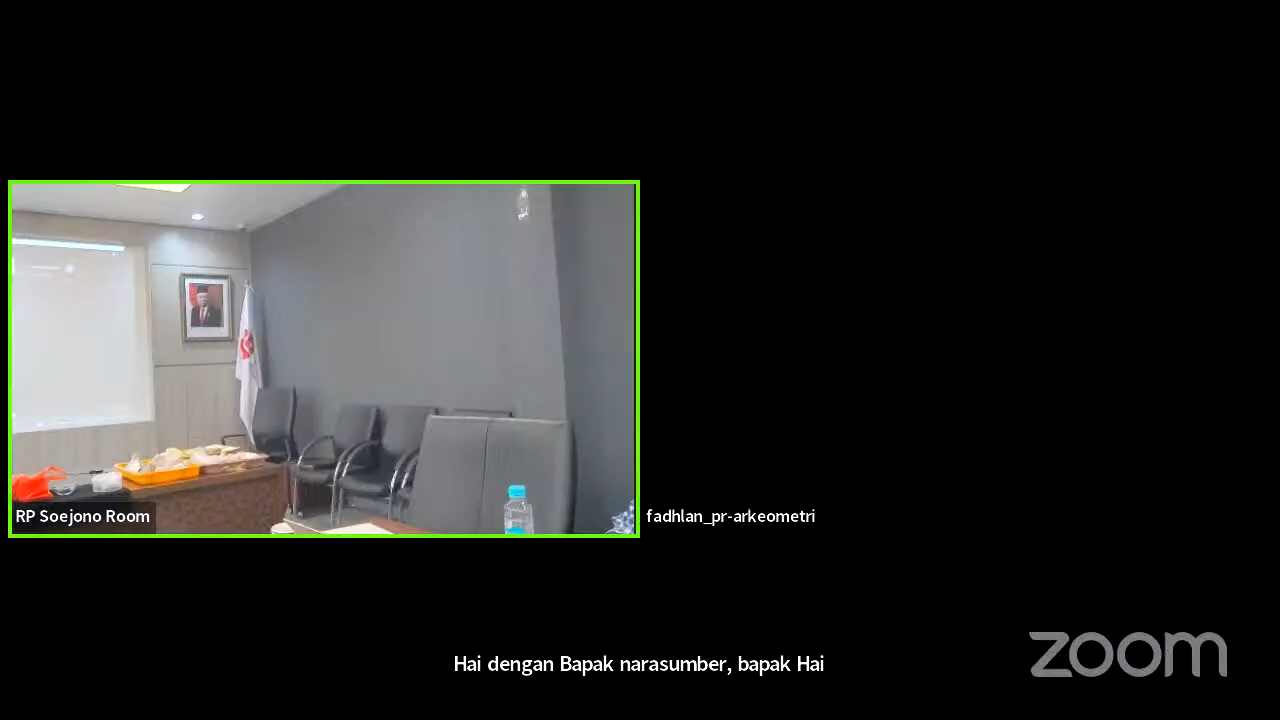 RP Soejono Room
fadhlan_pr-arkeometri
Hai dengan Bapak narasumber, bapak Hai
zoom